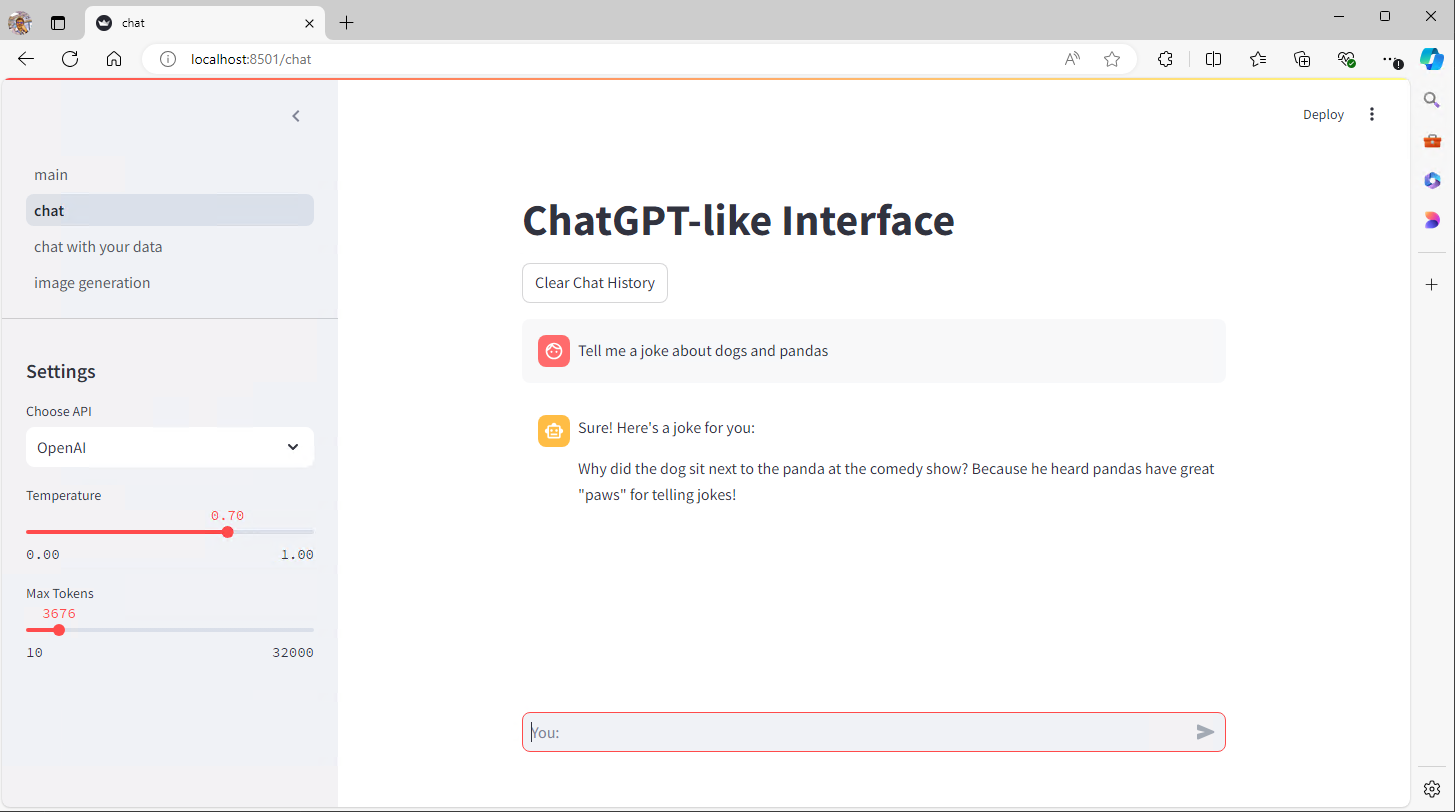 chat
localhost:8501/chat
Deploy
main
chat
chat with your data
image generation
Settings
Choose API
OpenAI
Temperature
0.70
0.00 1.00
Max Tokens
3676
10 32000
ChatGPT-like Interface
Clear Chat History
Tell me a joke about dogs and pandas
Sure! Here's a joke for you:
Why did the dog sit next to the panda at the comedy show? Because he heard pandas have great
"paws" for telling jokes!
You: